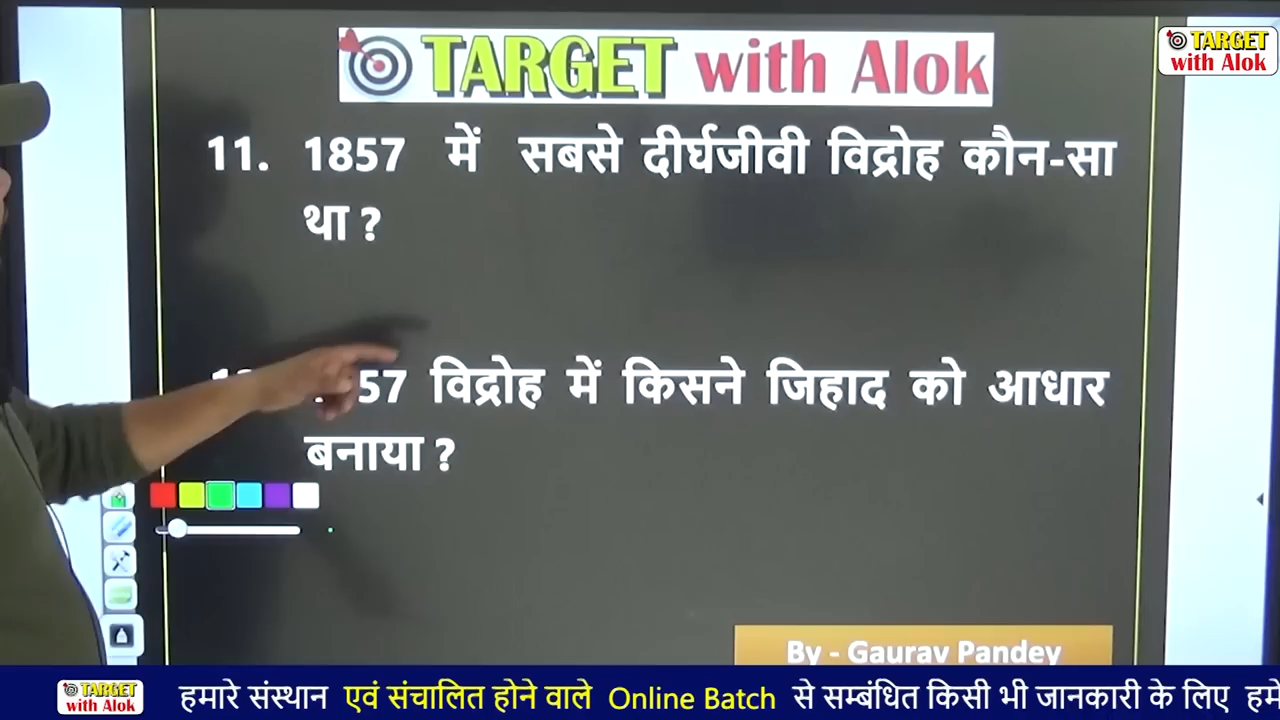 TARGET with Alok
TARGET
with Alok
11. 1857 में सबसे दीर्घजीवी विद्रोह कौन-सा
था ?
57 विद्रोह में किसने जिहाद को आधार
बनाया ?
By - Gaurav Pandey
TARGET
with Alok
हमारे संस्थान एवं संचालित होने वाले Online Batch से सम्बंधित किसी भी जानकारी के लिए हमे